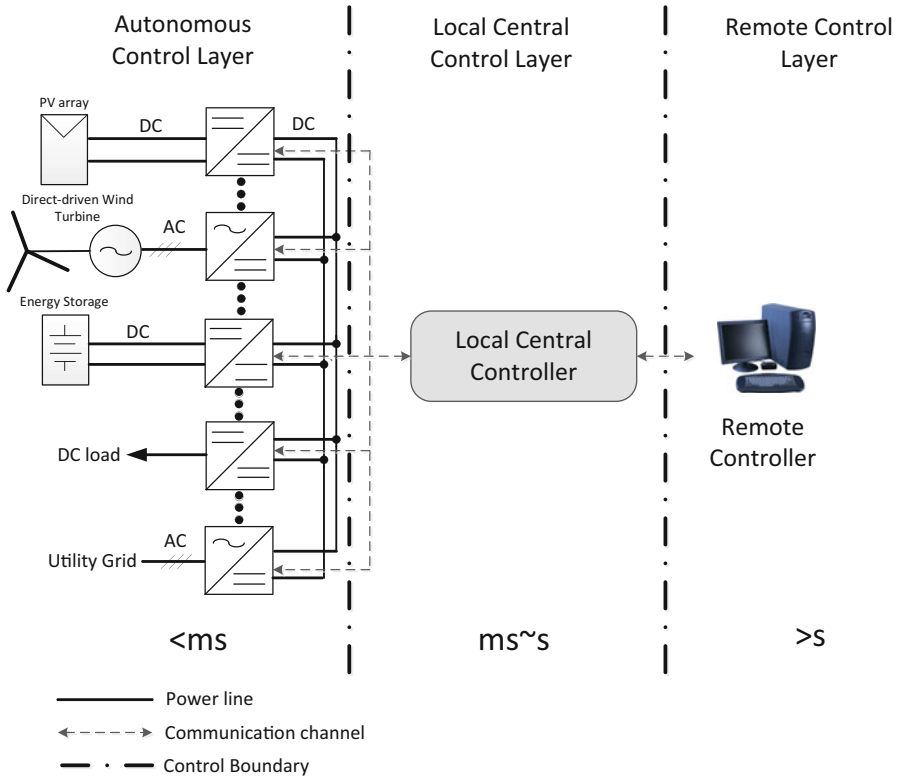 Autonomous
Control Layer
Local Central
Control Layer
Remote Control
Layer
PV array
DC
DC
Direct-driven Wind
Turbine
AC
Energy Storage
DC
Local Central
Controller
DC load
Remote
Controller
AC
Utility Grid
<ms
ms~s
>s
Power line
Communication channel
Control Boundary